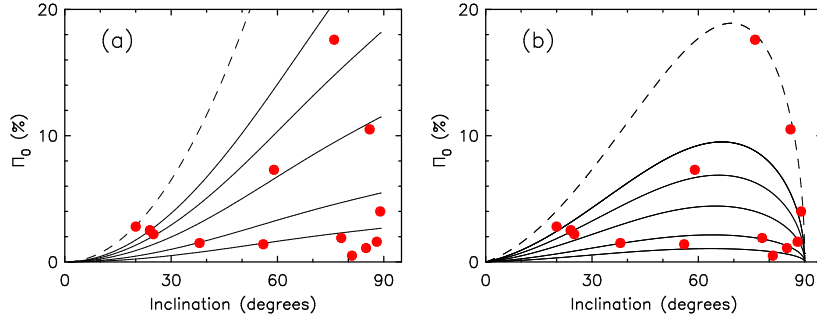 20
(a)
10
0
Π₀ (%)
0 30 60 90
Inclination (degrees)
20
(b)
10
0
Π₀ (%)
0 30 60 90
Inclination (degrees)